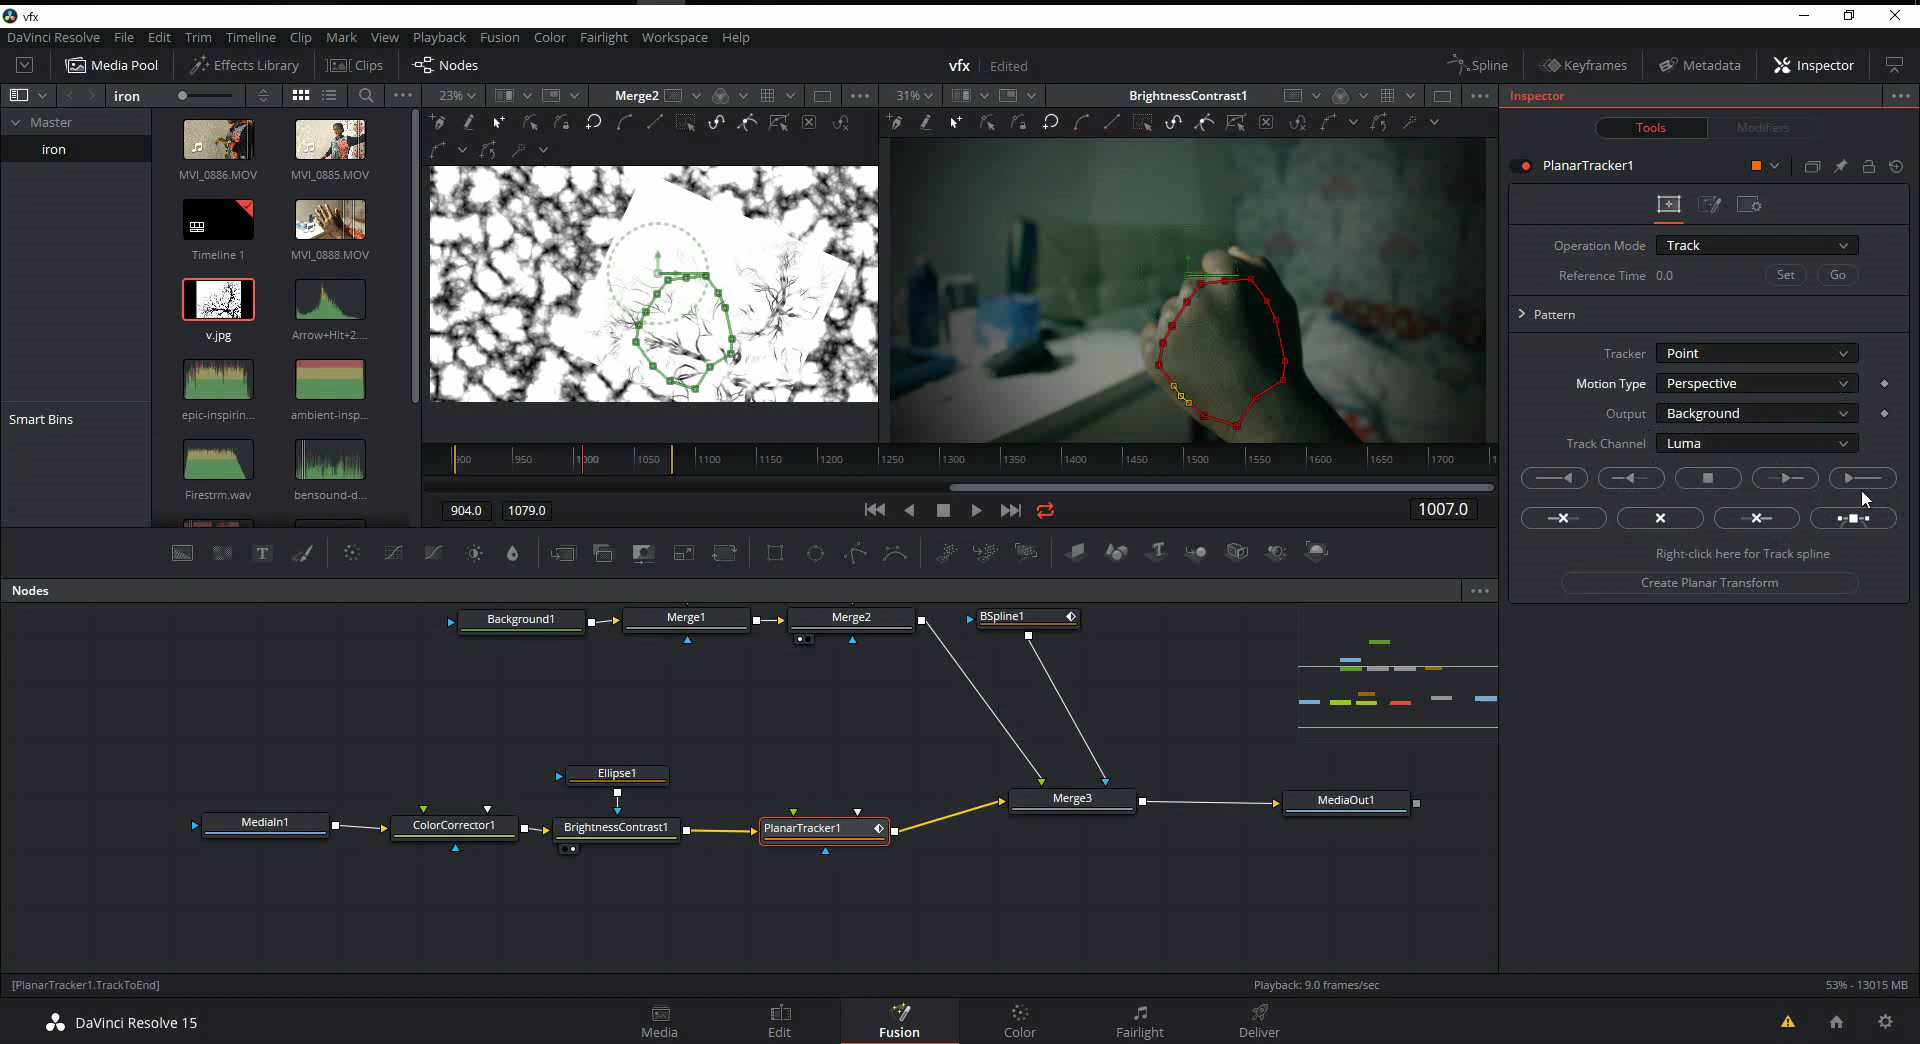 vfx
DaVinci Resolve File Edit Trim Timeline Clip Mark View Playback Fusion Color Fairlight Workspace Help
Media Pool Effects Library Clips Nodes vfx Edited Spline Keyframes Metadata Inspector
iron 23% Merge2 31% BrightnessContrast1 Inspector
Master
iron
Tools Modifiers
MVI_0886.MOV MVI_0885.MOV
PlanarTracker1
Timeline 1 MVI_0888.MOV
Operation Mode Track
Reference Time 0.0 Set Go
Pattern
v.jpg Arrow+Hit+2....
Tracker Point
Motion Type Perspective
Output Background
Track Channel Luma
epic-inspirin... ambient-insp...
Smart Bins
900 950 1000 1050 1100 1150 1200 1300 1350 1400 1450 1500 1550 1600 1650 1700
Firestrm.wav bensound-d...
904.0 1079.0 1007.0
Right-click here for Track spline
Create Planar Transform
Nodes
Background1 Merge1 Merge2 BSpline1
Ellipse1
MediaIn1 ColorCorrector1 BrightnessContrast1 PlanarTracker1 Merge3 MediaOut1
[PlanarTracker1.TrackToEnd] Playback: 9.0 frames/sec 53% - 13015 MB
DaVinci Resolve 15 Media Edit Fusion Color Fairlight Deliver